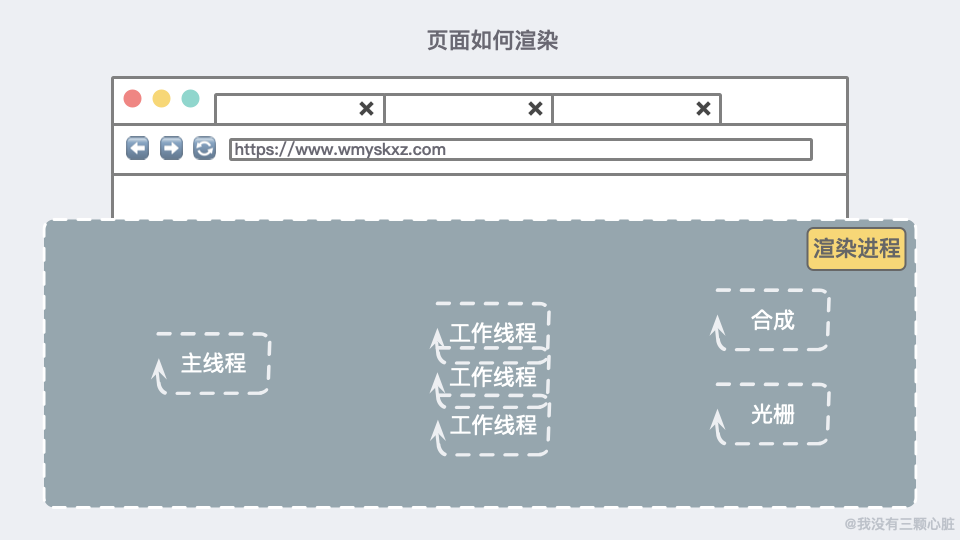 页面如何渲染
https://www.wmyskxz.com
渲染进程
主线程
工作线程
工作线程
工作线程
合成
光栅
@我没有三颗心脏